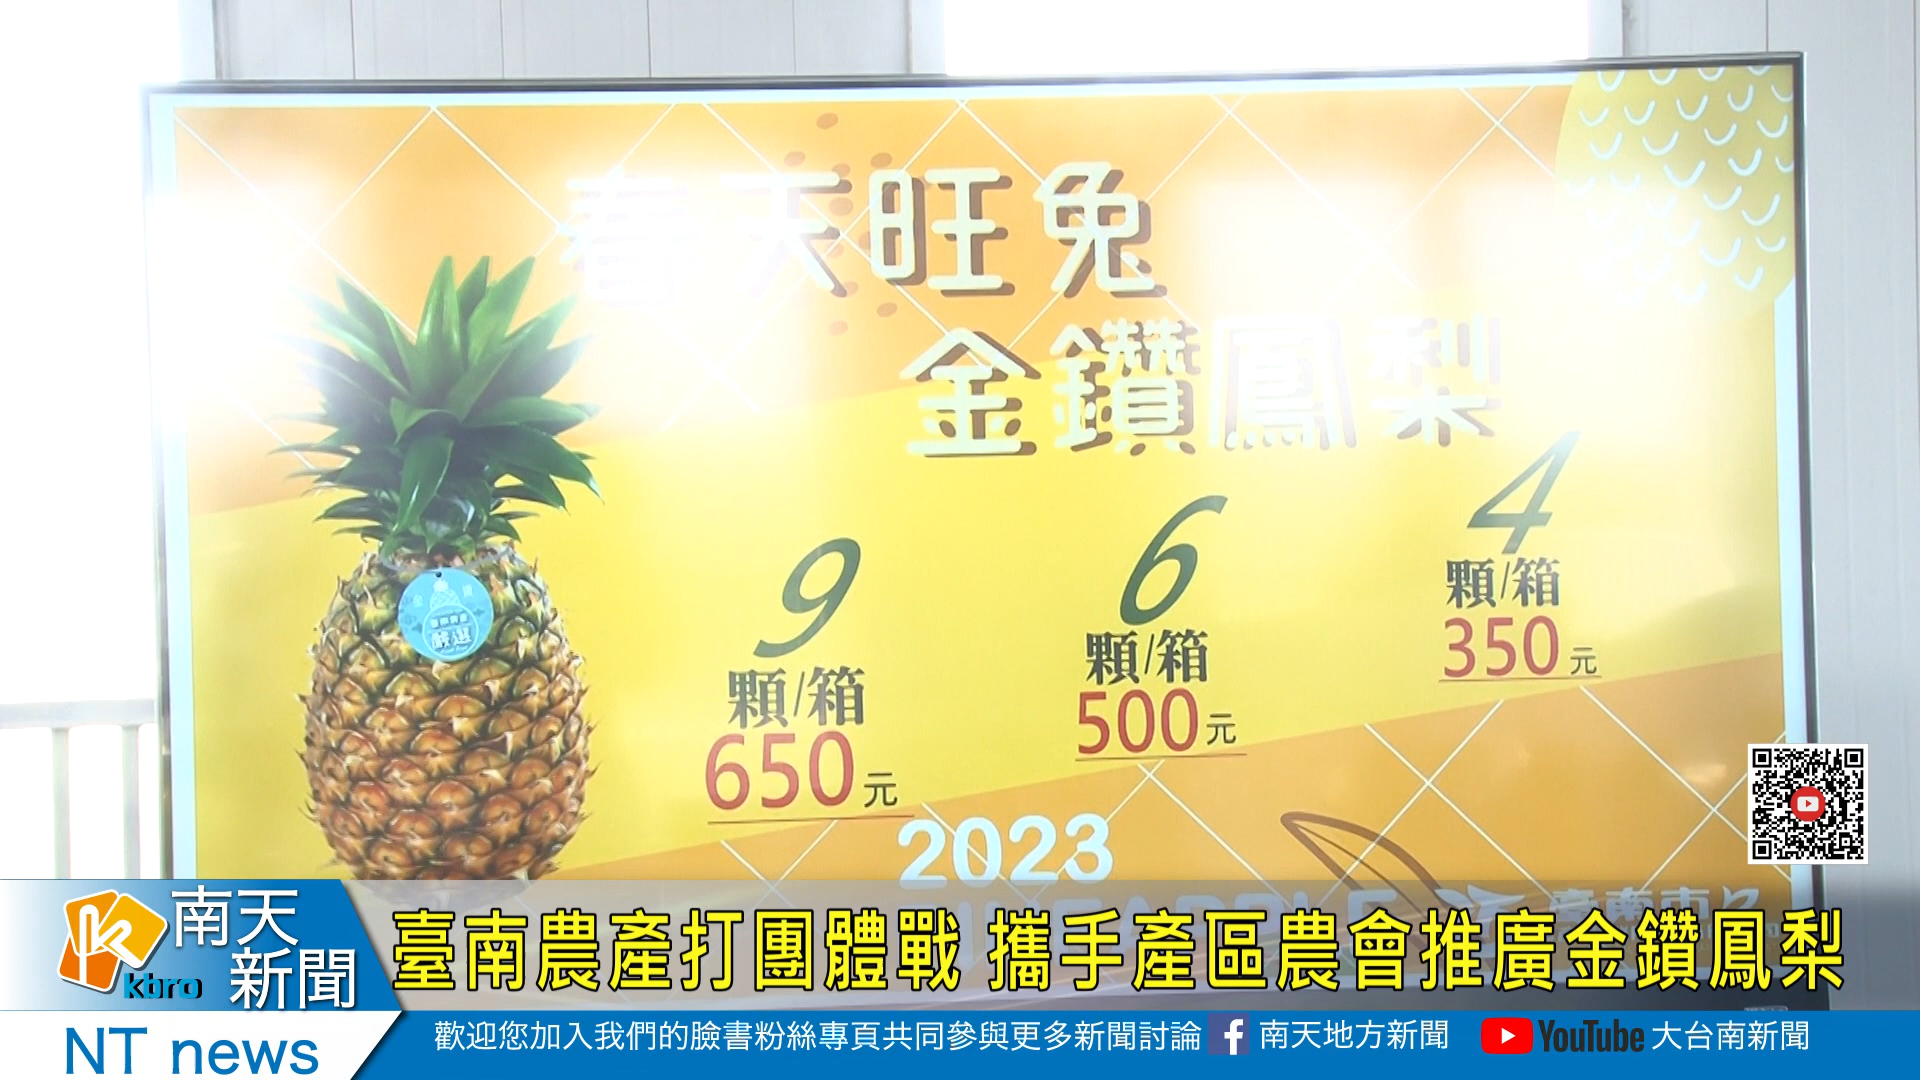 春天旺兔
金鑽鳳梨
9
顆/箱
650元
6
顆/箱
500元
4
顆/箱
350元
嚴選
2023
kbro
南天
新聞
臺南農產打團體戰 攜手產區農會推廣金鑽鳳梨
NT news
歡迎您加入我們的臉書粉絲專頁共同參與更多新聞討論 南天地方新聞 YouTube 大台南新聞